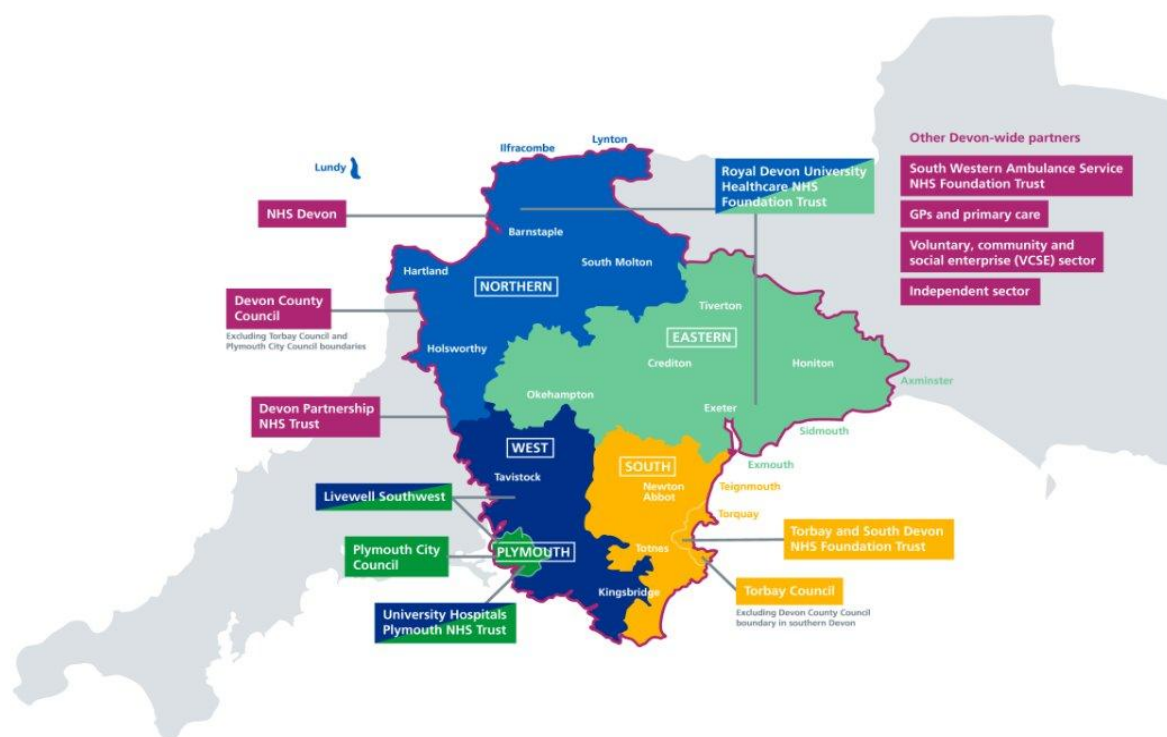 Lynton
Ilfracombe
Lundy
Other Devon-wide partners
South Western Ambulance Service
NHS Foundation Trust
GPs and primary care
Voluntary, community and
social enterprise (VCSE) sector
Independent sector
Royal Devon University
Healthcare NHS
Foundation Trust
NHS Devon
Barnstaple
South Molton
Hartland
NORTHERN
Devon County
Council
Excluding Torbay Council and
Plymouth City Council boundaries
Holsworthy
Tiverton
EASTERN
Crediton
Honiton
Axminster
Okehampton
Exeter
Sidmouth
Exmouth
Devon Partnership
NHS Trust
WEST
Tavistock
SOUTH
Newton
Abbot
Teignmouth
Torquay
Livewell Southwest
Plymouth City
Council
PLYMOUTH
Totnes
Torbay and South Devon
NHS Foundation Trust
Kingsbridge
Torbay Council
Excluding Devon County Council
boundary in southern Devon
University Hospitals
Plymouth NHS Trust